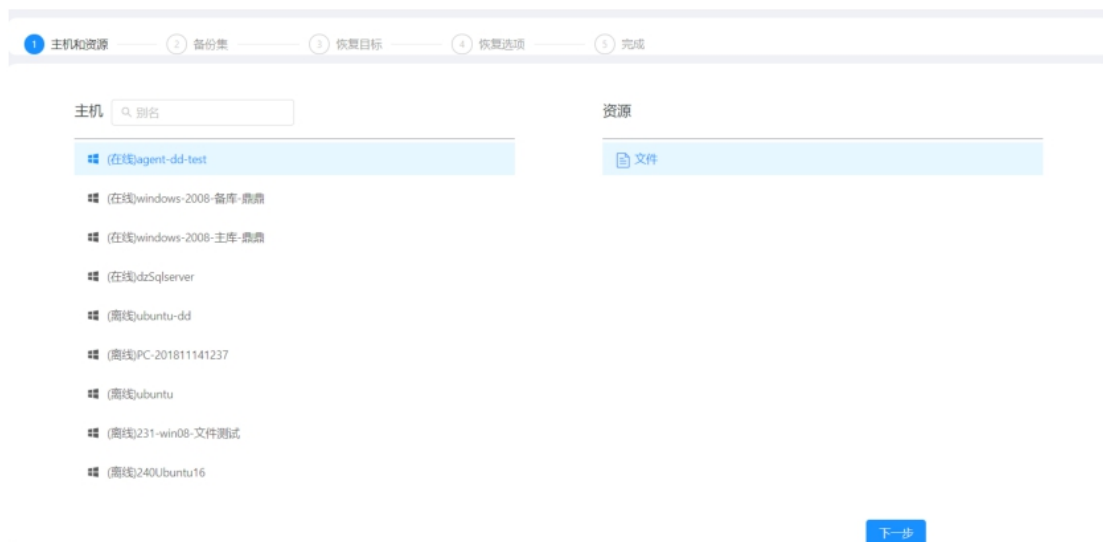 1 主机和资源 2 备份集 3 恢复目标 4 恢复选项 5 完成
主机 别名 资源
(在线)agent-dd-test 文件
(在线)windows-2008-备库-鼎鼎
(在线)windows-2008-主库-鼎鼎
(在线)dzSqlserver
(离线)ubuntu-dd
(离线)PC-201811141237
(离线)ubuntu
(离线)231-win08-文件测试
(离线)240Ubuntu16
下一步